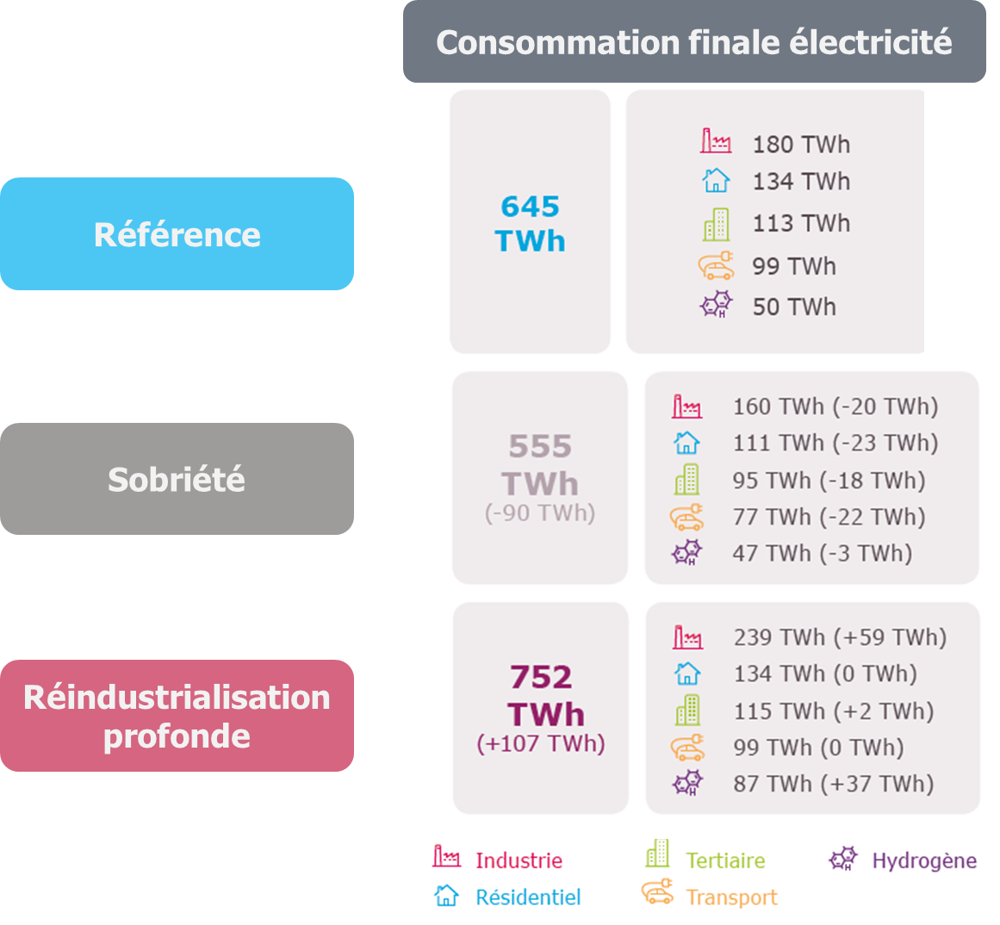 Consommation finale électricité
Référence
645
TWh
180 TWh
134 TWh
113 TWh
99 TWh
50 TWh
H
Sobriété
555
TWh
(-90 TWh)
160 TWh (-20 TWh)
111 TWh (-23 TWh)
95 TWh (-18 TWh)
77 TWh (-22 TWh)
47 TWh (-3 TWh)
H
Réindustrialisation
profonde
752
TWh
(+107 TWh)
239 TWh (+59 TWh)
134 TWh (0 TWh)
115 TWh (+2 TWh)
99 TWh (0 TWh)
87 TWh (+37 TWh)
H
Industrie
Tertiaire
H
Hydrogène
Résidentiel
Transport